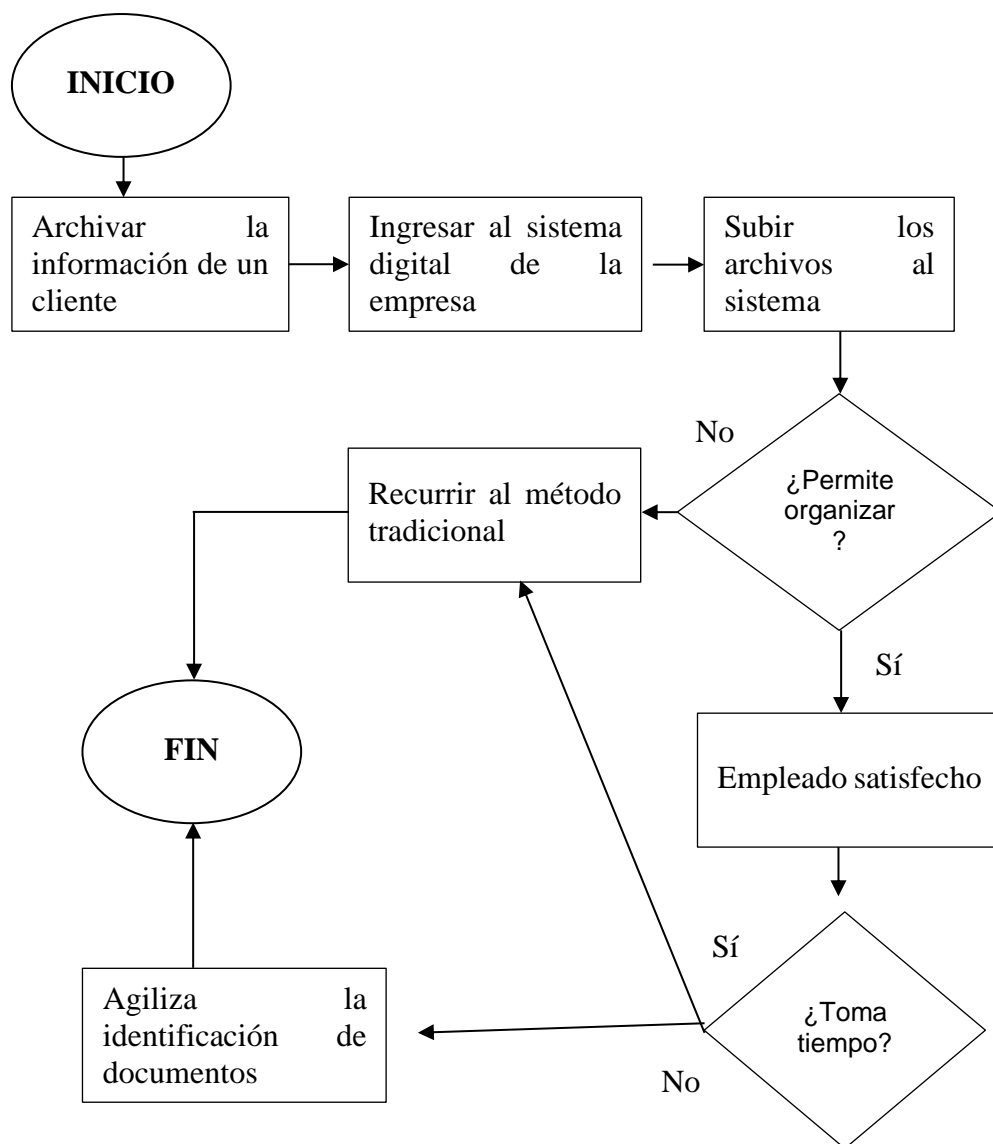 INICIO
Archivar la
información de un
cliente
Ingresar al sistema
digital de la
empresa
Subir los
archivos al
sistema
No
¿Permite
organizar
?
Recurrir al método
tradicional
Sí
FIN
Empleado satisfecho
Sí
¿Toma
tiempo?
Agiliza la
identificación de
documentos
No